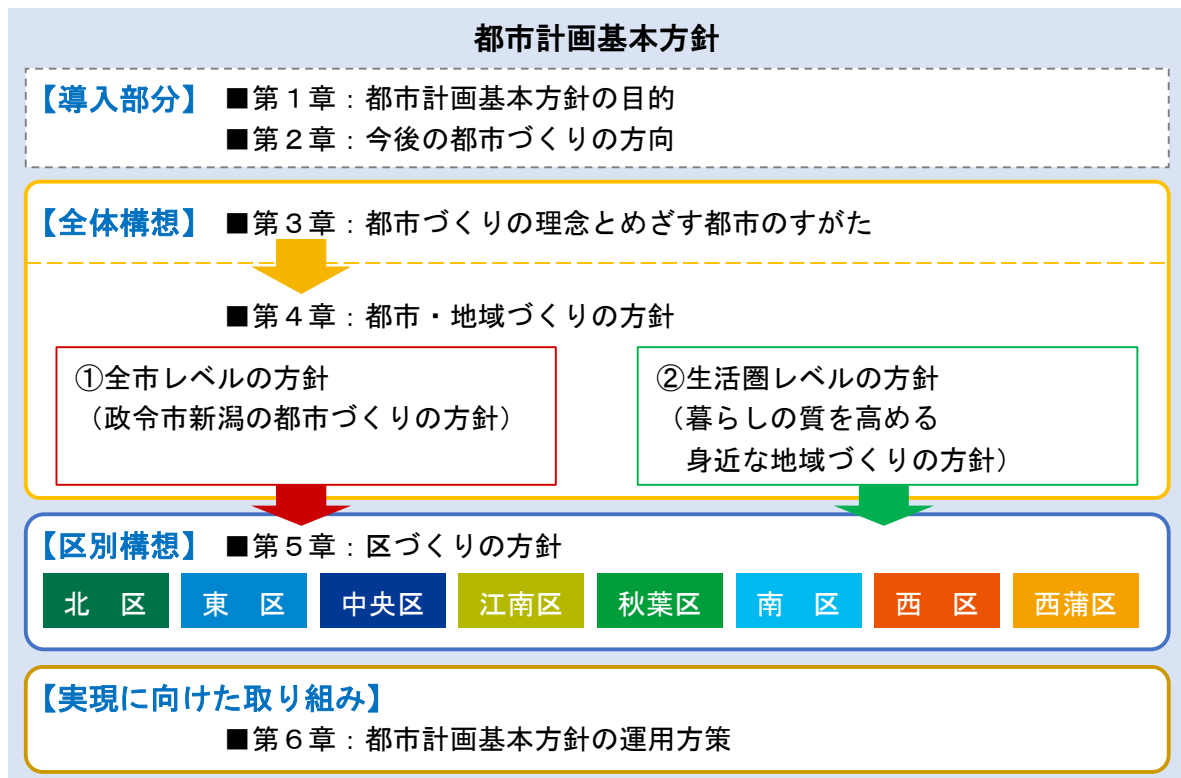 都市計画基本方針
【導入部分】 ■第１章：都市計画基本方針の目的
■第２章：今後の都市づくりの方向
【全体構想】 ■第３章：都市づくりの理念とめざす都市のすがた
■第４章：都市・地域づくりの方針
①全市レベルの方針
（政令市新潟の都市づくりの方針）
②生活圏レベルの方針
（暮らしの質を高める
身近な地域づくりの方針）
【区別構想】 ■第５章：区づくりの方針
北　区 東　区 中央区 江南区 秋葉区 南　区 西　区 西蒲区
【実現に向けた取り組み】
■第６章：都市計画基本方針の運用方策